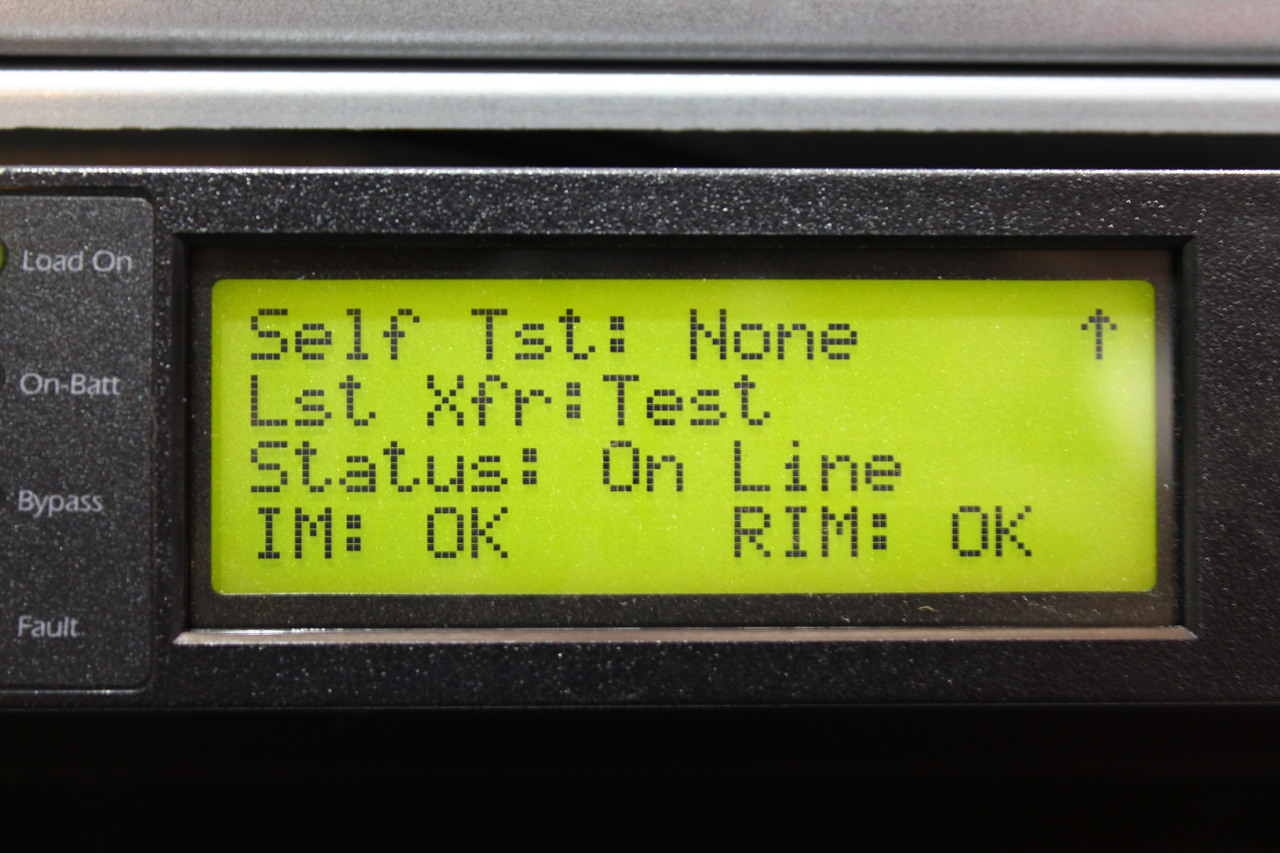 Load On
On-Batt
Bypass
Fault
Self Tst: None ↑
Lst Xfr:Test
Status: On Line
IM: OK RIM: OK